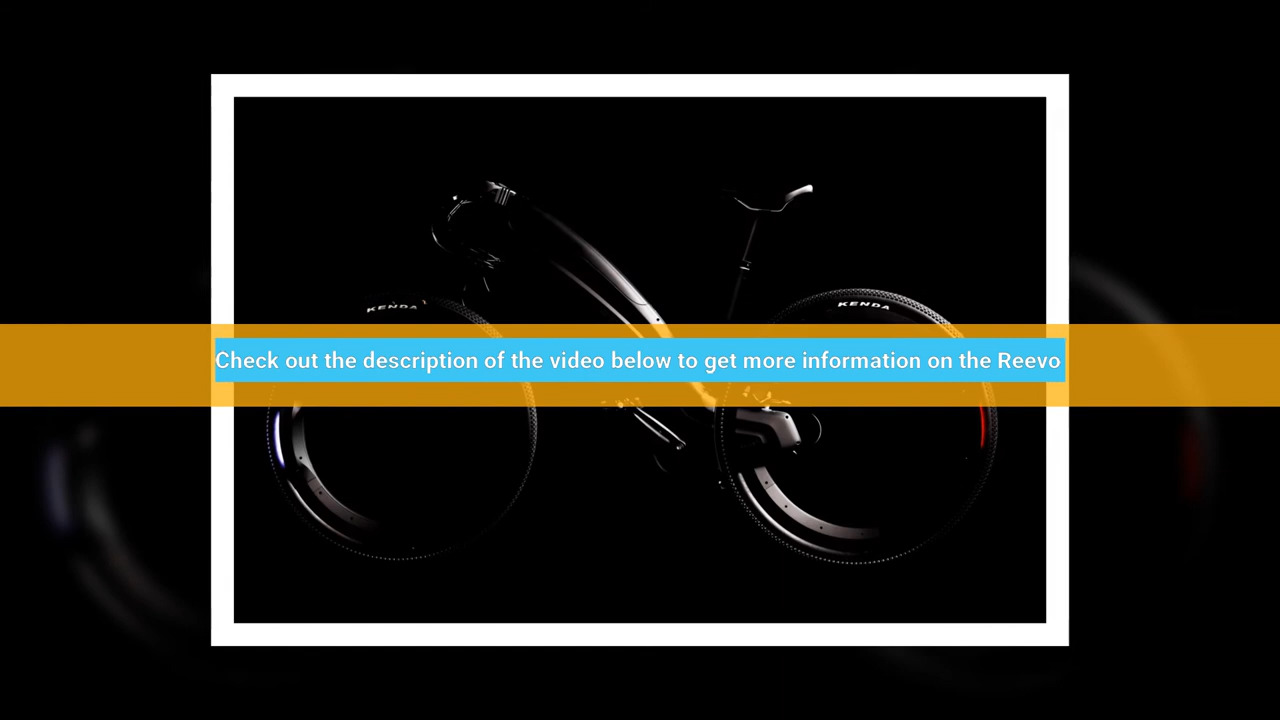 KENDA
KENDA
Check out the description of the video below to get more information on the Reevo